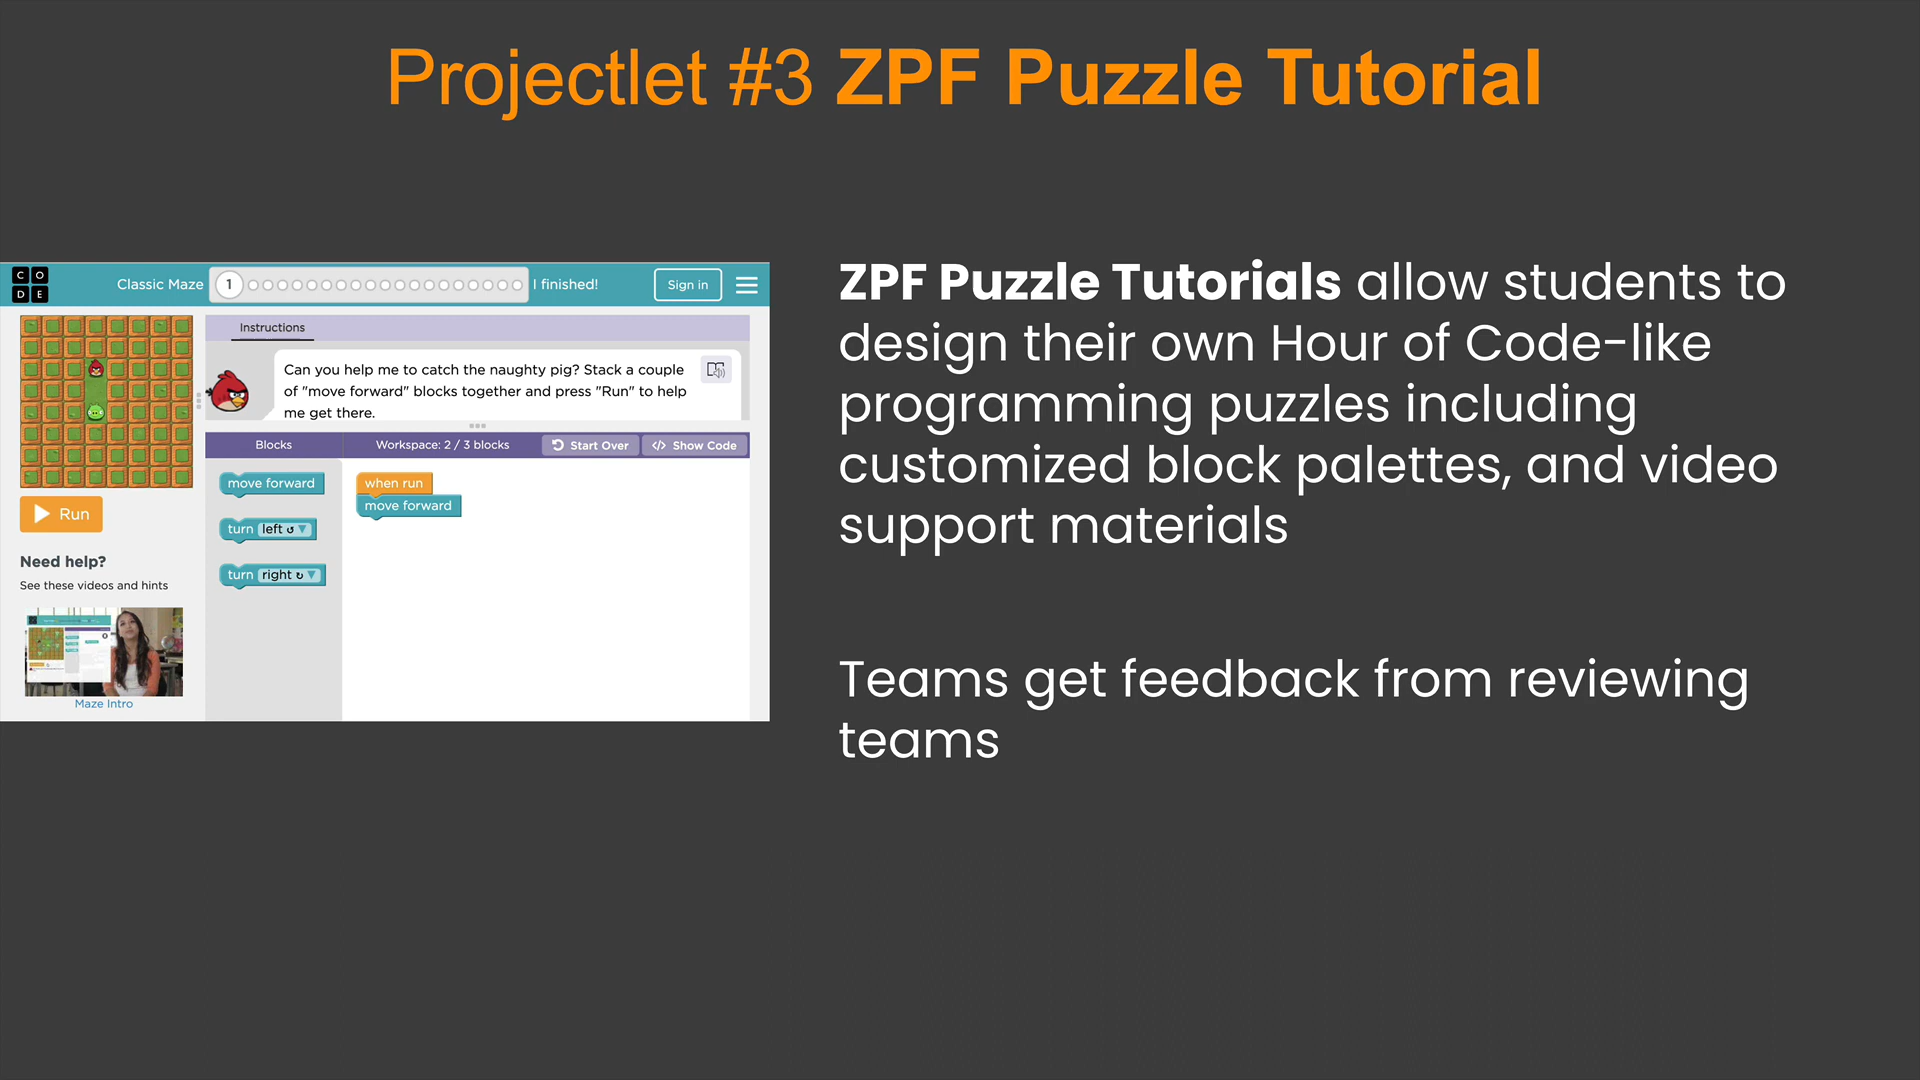 Projectlet #3 ZPF Puzzle Tutorial
C O
D E
Classic Maze
1
I finished!
Sign in
Instructions
Can you help me to catch the naughty pig? Stack a couple
of "move forward" blocks together and press "Run" to help
me get there.
Blocks
Workspace: 2 / 3 blocks
Start Over
</> Show Code
move forward
turn left ↺
turn right ↻
when run
move forward
Run
Need help?
See these videos and hints
Maze Intro
ZPF Puzzle Tutorials allow students to
design their own Hour of Code-like
programming puzzles including
customized block palettes, and video
support materials
Teams get feedback from reviewing
teams